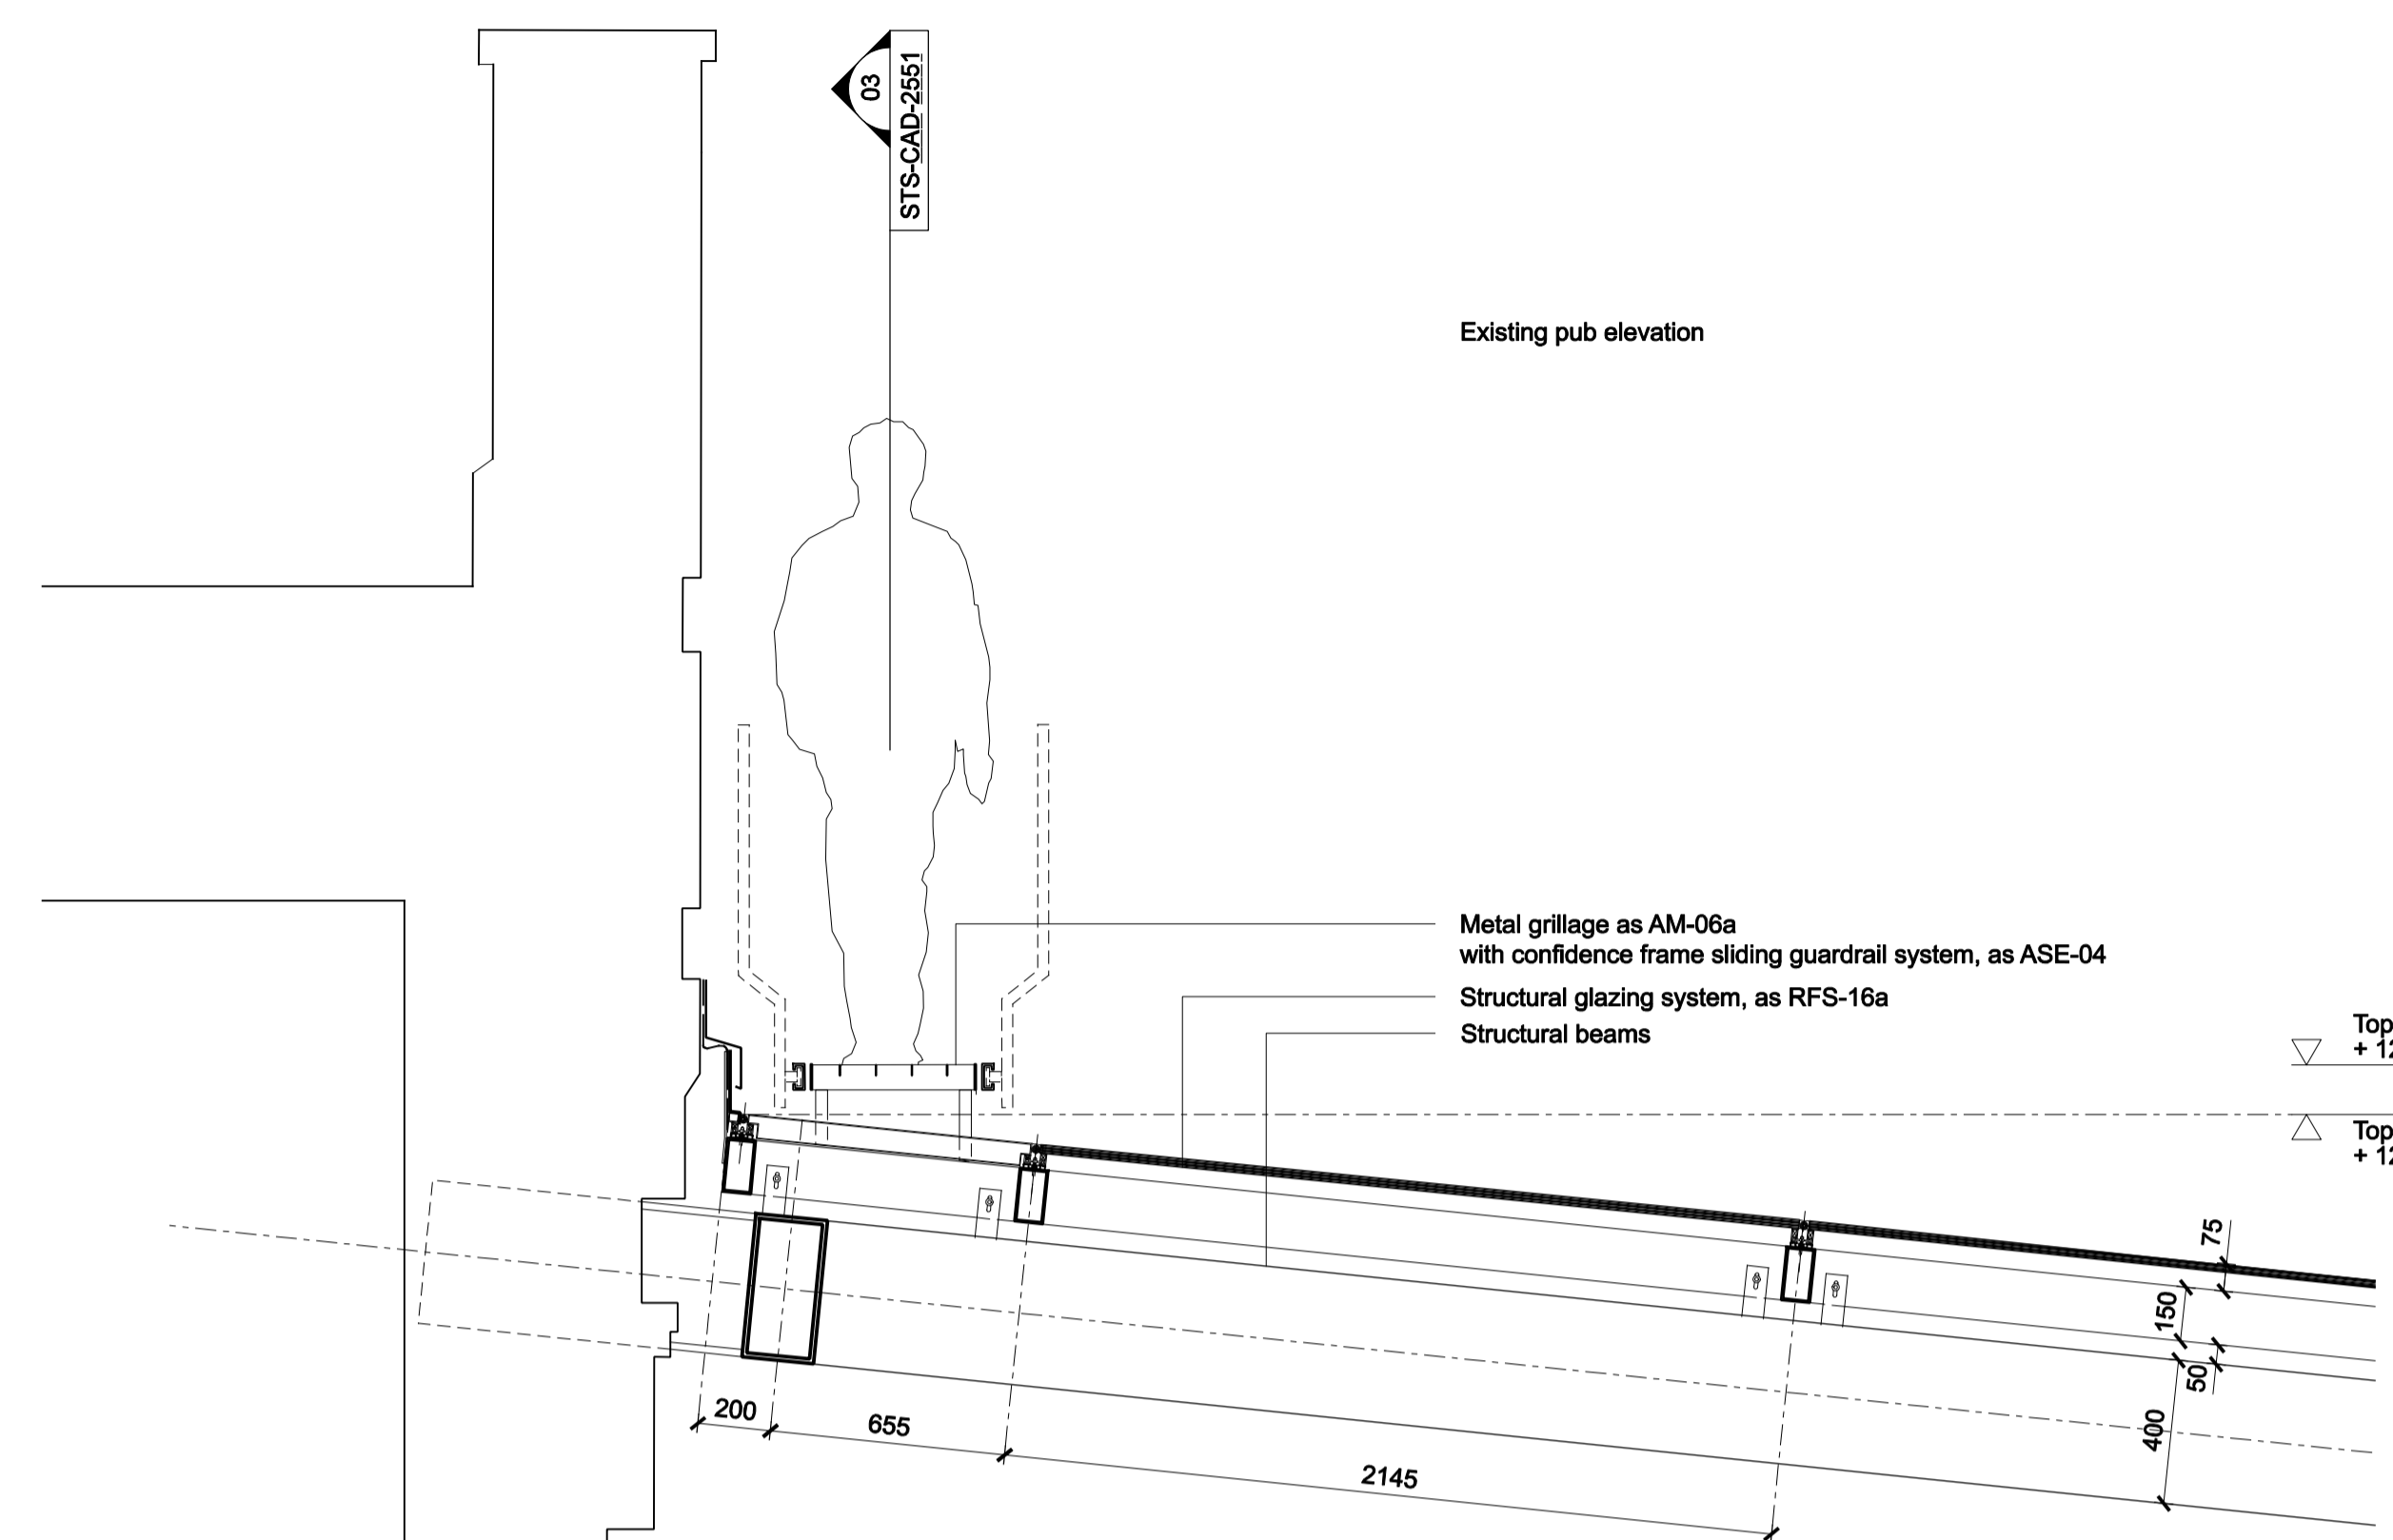 03
STS-CAD-2551
Existing pub elevation
Metal grillage as AM-06a
with confidence frame sliding guardrail system, as ASE-04
Structural glazing system, as RFS-16a
Structural beams
Top
+ 12
Top
+ 12
75
150
50
400
200
655
2145